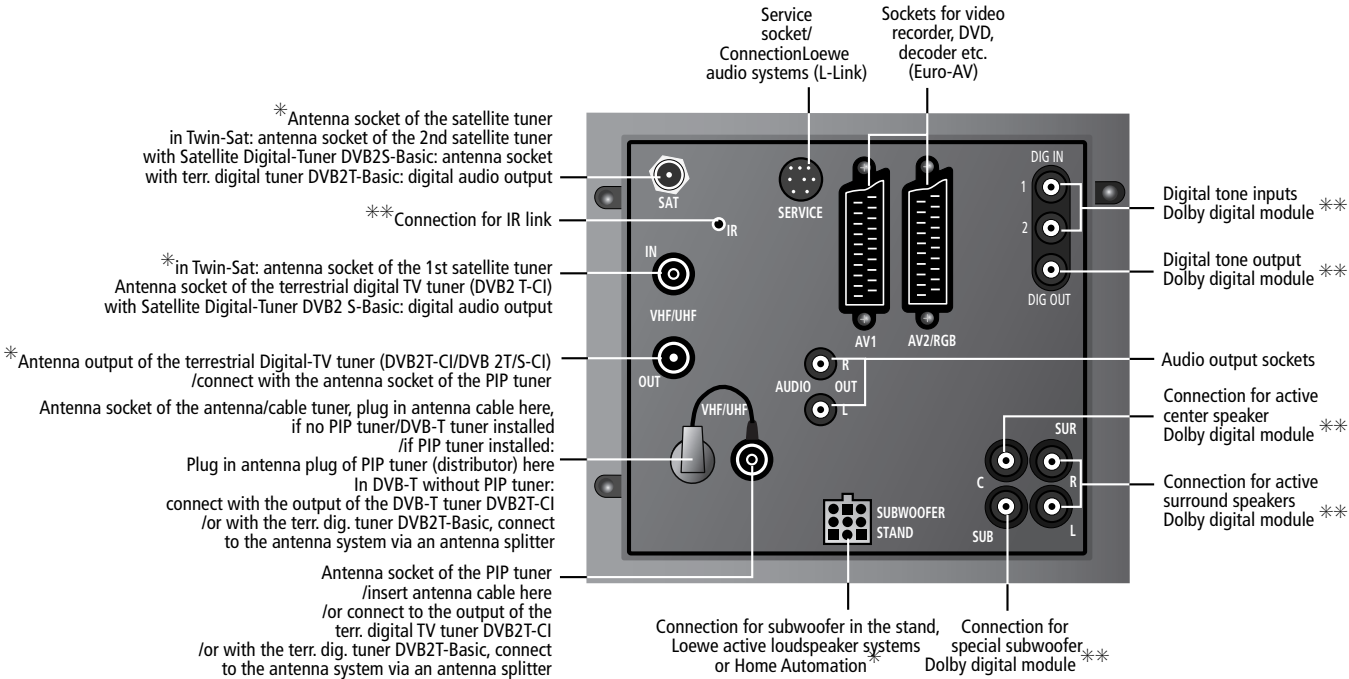 Service
socket/
ConnectionLoewe
audio systems (L-Link)
Sockets for video
recorder, DVD,
decoder etc.
(Euro-AV)
*Antenna socket of the satellite tuner
in Twin-Sat: antenna socket of the 2nd satellite tuner
with Satellite Digital-Tuner DVB2S-Basic: antenna socket
with terr. digital tuner DVB2T-Basic: digital audio output
**Connection for IR link
*in Twin-Sat: antenna socket of the 1st satellite tuner
Antenna socket of the terrestrial digital TV tuner (DVB2 T-CI)
with Satellite Digital-Tuner DVB2 S-Basic: digital audio output
*Antenna output of the terrestrial Digital-TV tuner (DVB2T-CI/DVB 2T/S-CI)
/connect with the antenna socket of the PIP tuner
Antenna socket of the antenna/cable tuner, plug in antenna cable here,
if no PIP tuner/DVB-T tuner installed
/if PIP tuner installed:
Plug in antenna plug of PIP tuner (distributor) here
In DVB-T without PIP tuner:
connect with the output of the DVB-T tuner DVB2T-CI
/or with the terr. dig. tuner DVB2T-Basic, connect
to the antenna system via an antenna splitter
Antenna socket of the PIP tuner
/insert antenna cable here
/or connect to the output of the
terr. digital TV tuner DVB2T-CI
/or with the terr. dig. tuner DVB2T-Basic, connect
to the antenna system via an antenna splitter
SAT
IR
IN
VHF/UHF
OUT
VHF/UHF
SERVICE
AV1
AV2/RGB
DIG IN
1
2
DIG OUT
R
AUDIO OUT
L
SUR
C
R
SUB
L
SUBWOOFER
STAND
Digital tone inputs
Dolby digital module **
Digital tone output
Dolby digital module **
Audio output sockets
Connection for active
center speaker
Dolby digital module **
Connection for active
surround speakers
Dolby digital module **
Connection for subwoofer in the stand,
Loewe active loudspeaker systems
or Home Automation*
Connection for
special subwoofer
Dolby digital module **